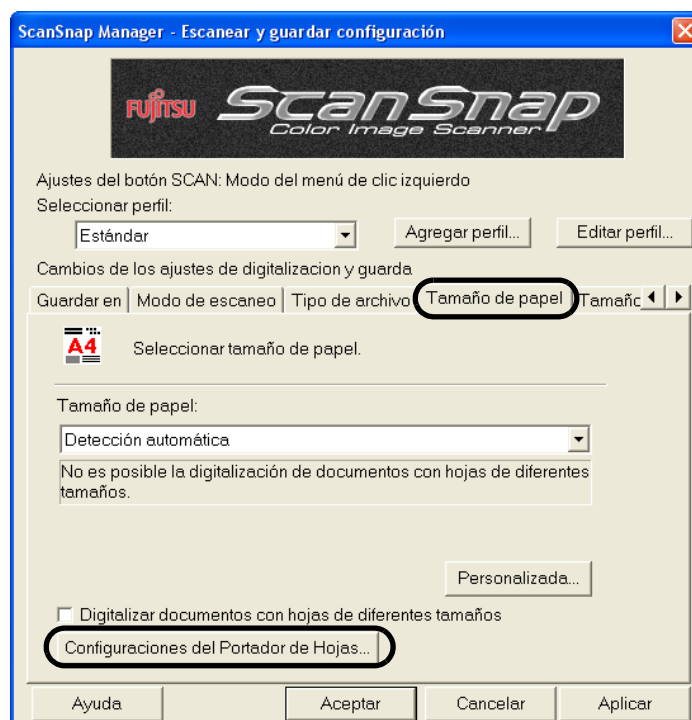 ScanSnap Manager - Escanear y guardar configuración
FUJITSU ScanSnap
Color Image Scanner
Ajustes del botón SCAN: Modo del menú de clic izquierdo
Seleccionar perfil:
Estándar Agregar perfil... Editar perfil...
Cambios de los ajustes de digitalizacion y guarda
Guardar en Modo de escaneo Tipo de archivo Tamaño de papel Tamaño
A4 Seleccionar tamaño de papel.
Tamaño de papel:
Detección automática
No es posible la digitalización de documentos con hojas de diferentes
tamaños.
Personalizada...
Digitalizar documentos con hojas de diferentes tamaños
Configuraciones del Portador de Hojas...
Ayuda Aceptar Cancelar Aplicar